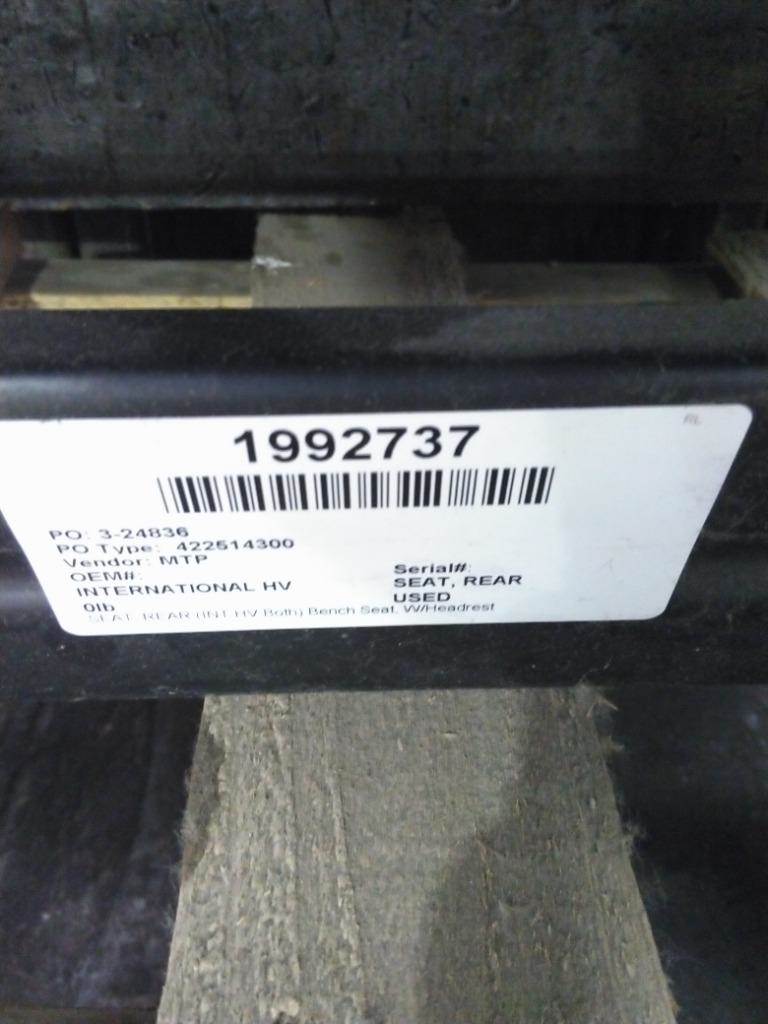 1992737
PO: 3-24836
PO Type: 422514300
Vendor: MTP
OEM#:
Serial#:
INTERNATIONAL HV
SEAT, REAR
0lb
USED
SEAT, REAR (INT HV Both) Bench Seat, W/Headrest